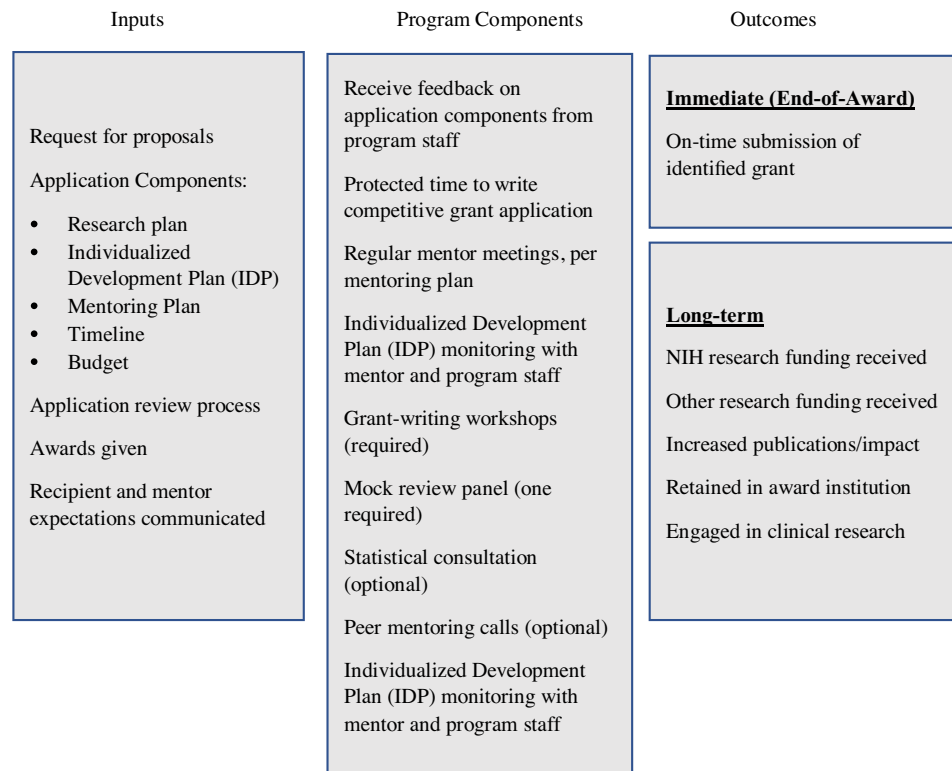 Inputs
Request for proposals
Application Components:
• Research plan
• Individualized
Development Plan (IDP)
• Mentoring Plan
• Timeline
• Budget
Application review process
Awards given
Recipient and mentor
expectations communicated
Program Components
Receive feedback on
application components from
program staff
Protected time to write
competitive grant application
Regular mentor meetings, per
mentoring plan
Individualized Development
Plan (IDP) monitoring with
mentor and program staff
Grant-writing workshops
(required)
Mock review panel (one
required)
Statistical consultation
(optional)
Peer mentoring calls (optional)
Individualized Development
Plan (IDP) monitoring with
mentor and program staff
Outcomes
Immediate (End-of-Award)
On-time submission of
identified grant
Long-term
NIH research funding received
Other research funding received
Increased publications/impact
Retained in award institution
Engaged in clinical research